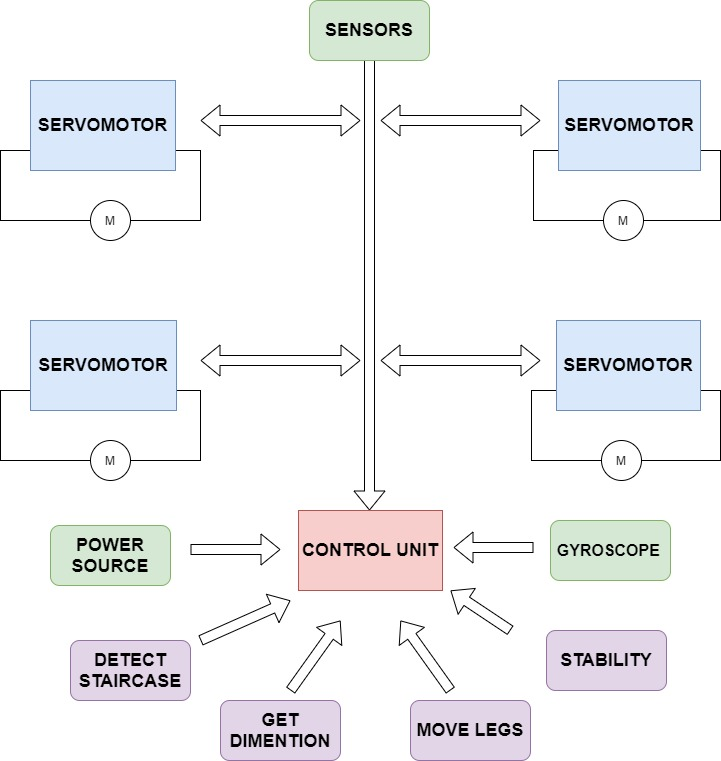 SENSORS
SERVOMOTOR
SERVOMOTOR
M
M
SERVOMOTOR
SERVOMOTOR
M
M
POWER
SOURCE
CONTROL UNIT
GYROSCOPE
DETECT
STAIRCASE
STABILITY
GET
DIMENTION
MOVE LEGS